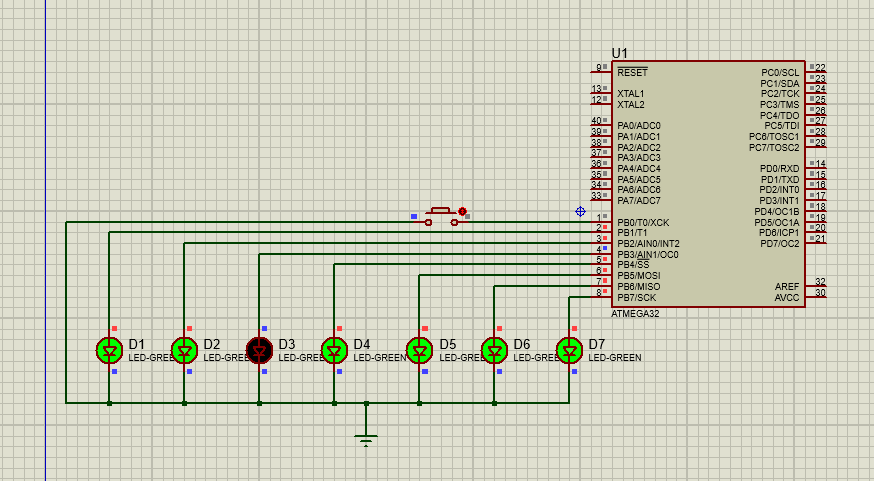 U1
9 RESET PC0/SCL 22
PC1/SDA 23
13 XTAL1 PC2/TCK 24
12 XTAL2 PC3/TMS 25
PC4/TDO 26
40 PA0/ADC0 PC5/TDI 27
39 PA1/ADC1 PC6/TOSC1 28
38 PA2/ADC2 PC7/TOSC2 29
37 PA3/ADC3
36 PA4/ADC4 PD0/RXD 14
35 PA5/ADC5 PD1/TXD 15
34 PA6/ADC6 PD2/INT0 16
33 PA7/ADC7 PD3/INT1 17
PD4/OC1B 18
1 PB0/T0/XCK PD5/OC1A 19
2 PB1/T1 PD6/ICP1 20
3 PB2/AIN0/INT2 PD7/OC2 21
4 PB3/AIN1/OC0
5 PB4/SS
6 PB5/MOSI
7 PB6/MISO AREF 32
8 PB7/SCK AVCC 30
ATMEGA32
D1 D2 D3 D4 D5 D6 D7
LED-GREE LED-GREE LED-GREE LED-GREEN LED-GREE LED-GREE LED-GREEN